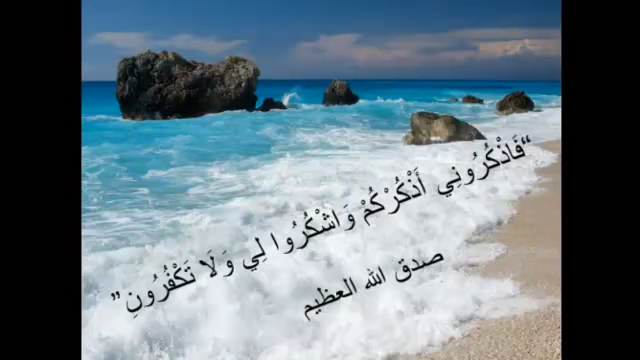 “فَاذْكُرُونِي أَذْكُرْكُمْ وَاشْكُرُوا لِي وَلَا تَكْفُرُونِ”
صدق الله العظيم